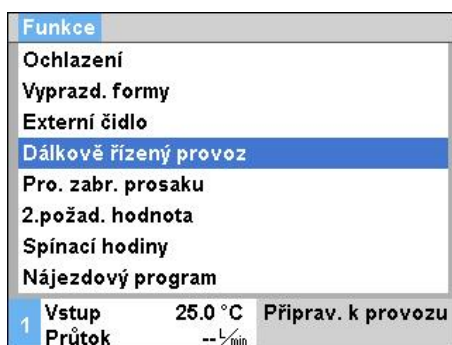 Funkce
Ochlazení
Vyprazd. formy
Externí čidlo
Dálkově řízený provoz
Pro. zabr. prosaku
2.požad. hodnota
Spínací hodiny
Nájezdový program
1 Vstup 25.0 °C Připrav. k provozu
Průtok -- L/min